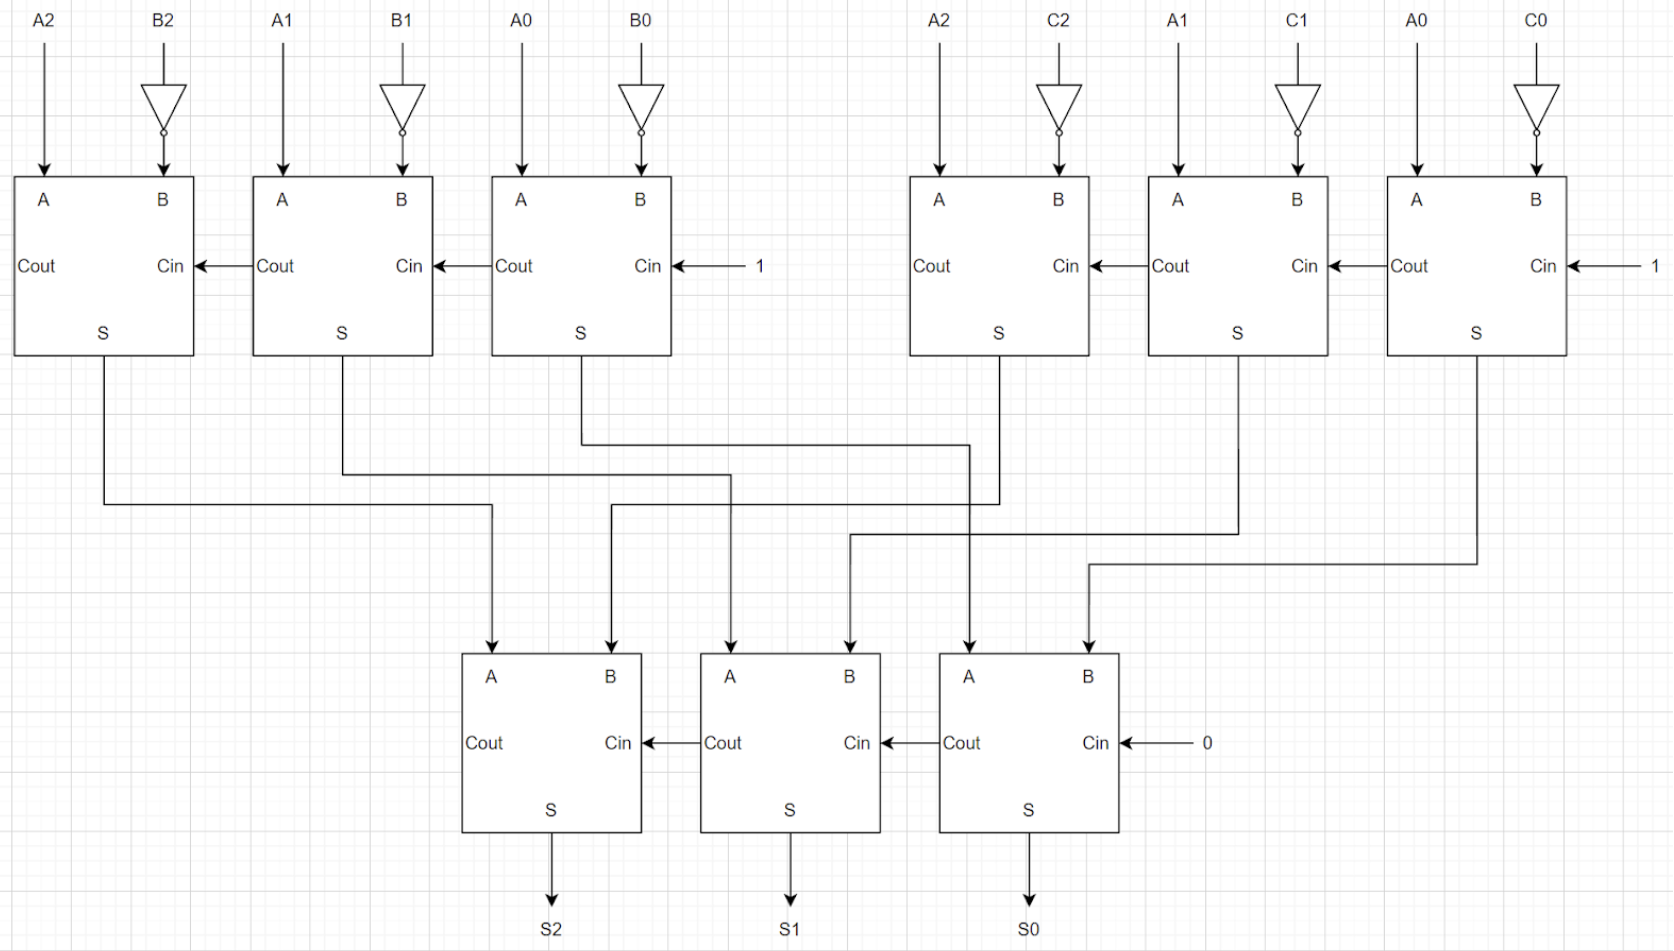 A2 B2 A1 B1 A0 B0 A2 C2 A1 C1 A0 C0
A B A B A B A B A B A B
Cout Cin Cout Cin Cout Cin 1 Cout Cin Cout Cin Cout Cin 1
S S S S S S
A B A B A B
Cout Cin Cout Cin Cout Cin 0
S S S
S2 S1 S0